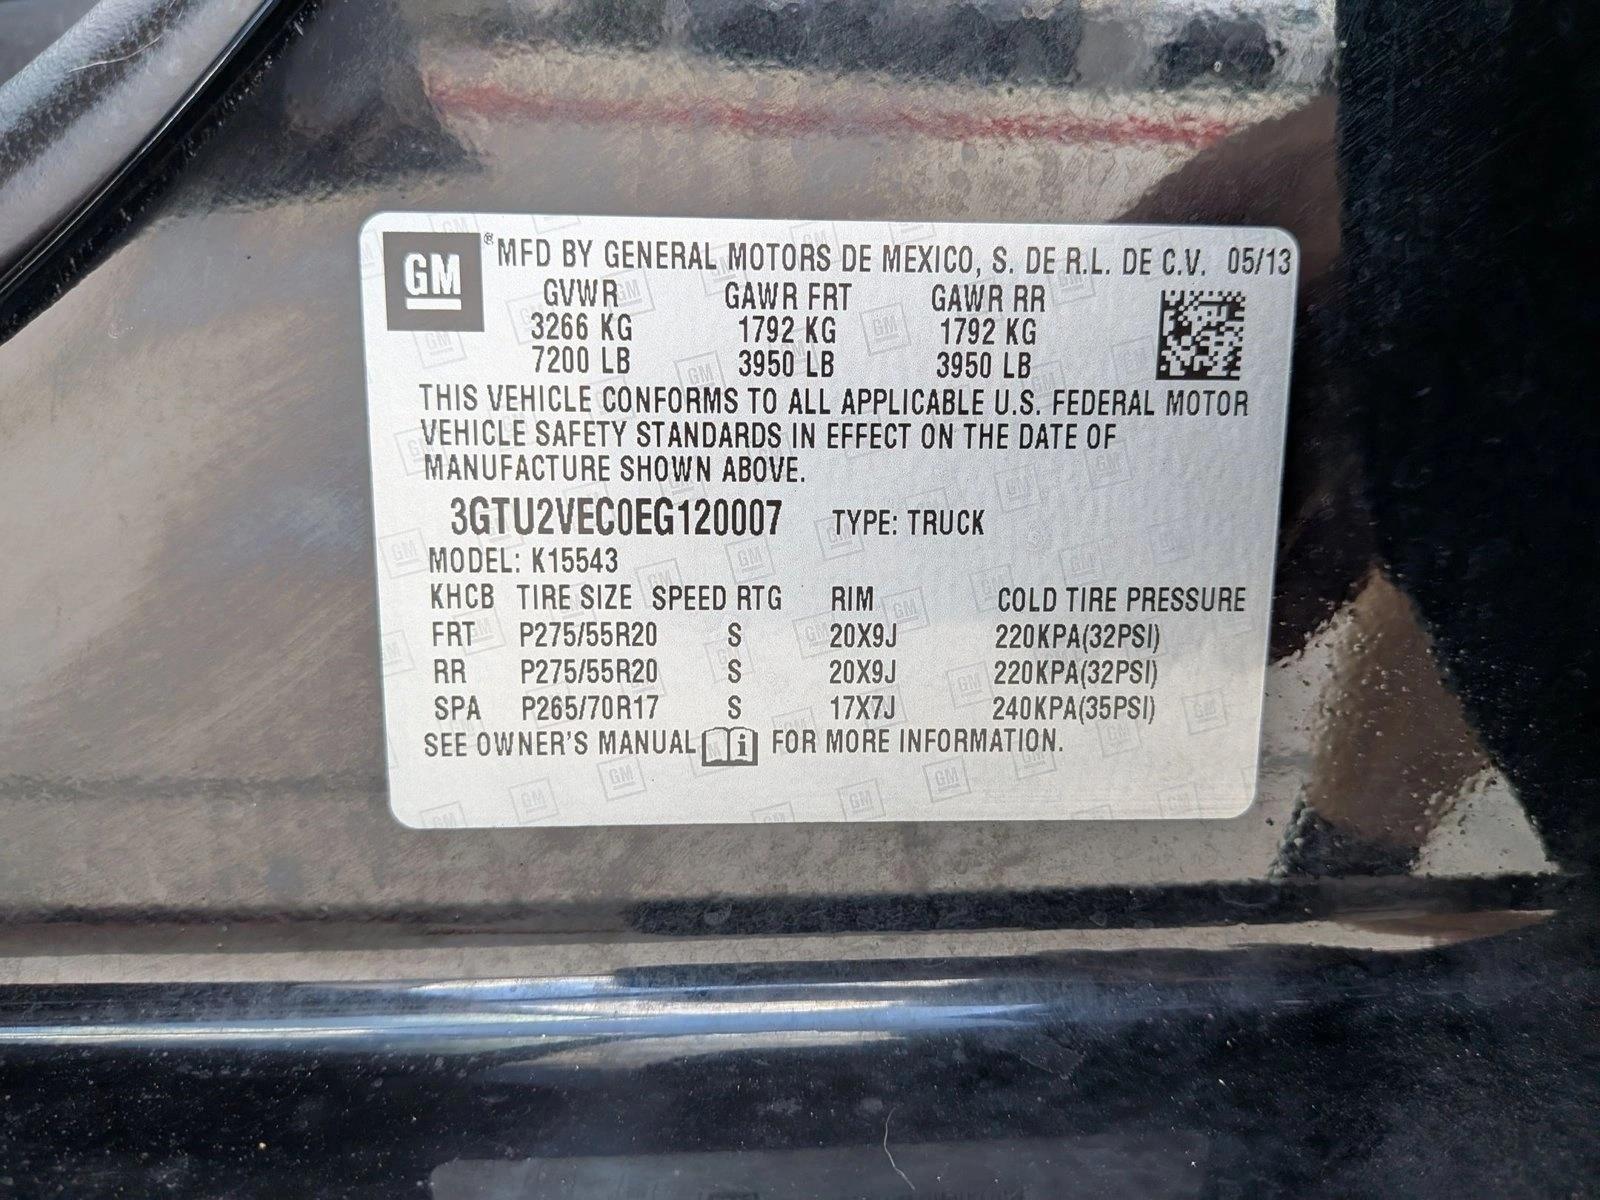 GM ® MFD BY GENERAL MOTORS DE MEXICO, S. DE R.L. DE C.V. 05/13
GVWR GAWR FRT GAWR RR
3266 KG 1792 KG 1792 KG
7200 LB 3950 LB 3950 LB
THIS VEHICLE CONFORMS TO ALL APPLICABLE U.S. FEDERAL MOTOR
VEHICLE SAFETY STANDARDS IN EFFECT ON THE DATE OF
MANUFACTURE SHOWN ABOVE.
3GTU2VEC0EG120007 TYPE: TRUCK
MODEL: K15543
KHCB TIRE SIZE SPEED RTG RIM COLD TIRE PRESSURE
FRT P275/55R20 S 20X9J 220KPA(32PSI)
RR P275/55R20 S 20X9J 220KPA(32PSI)
SPA P265/70R17 S 17X7J 240KPA(35PSI)
SEE OWNER'S MANUAL i FOR MORE INFORMATION.